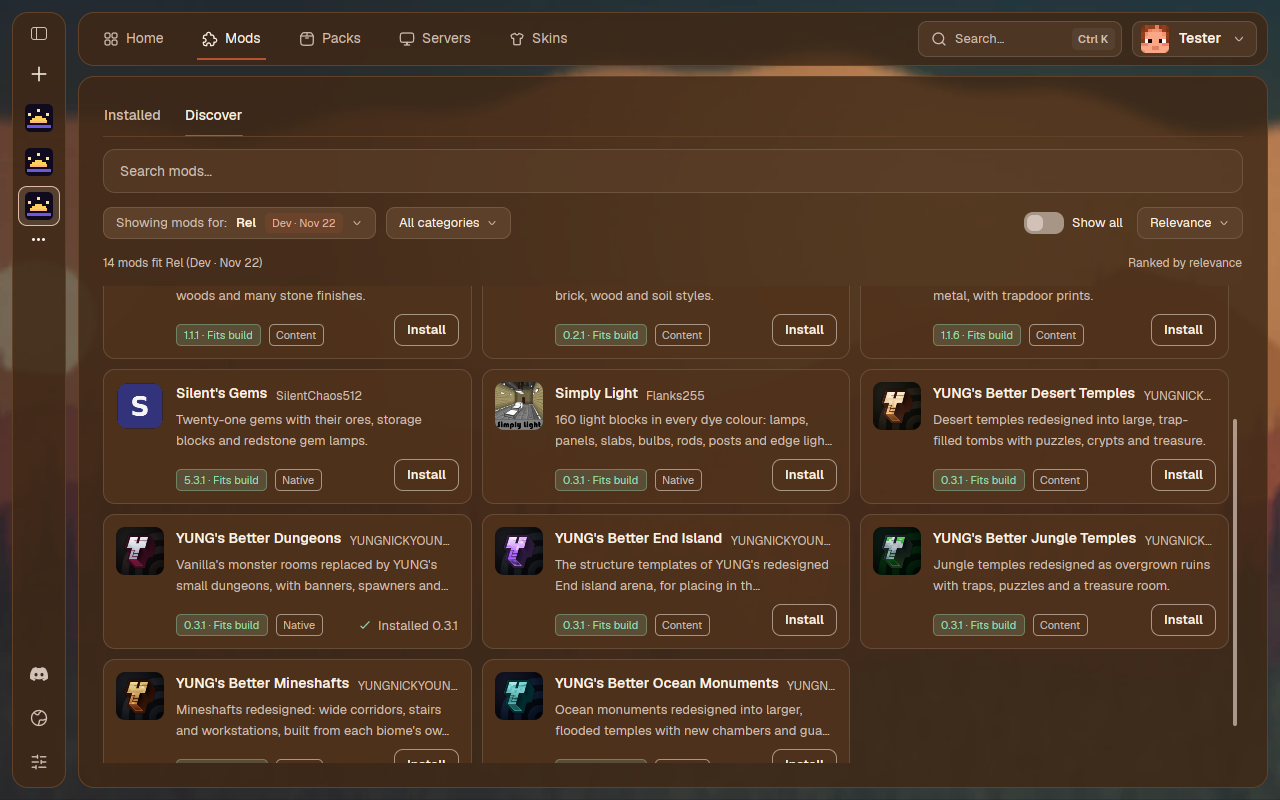 Home
Mods
Packs
Servers
Skins
Search...
Ctrl K
Tester
Installed
Discover
Search mods...
Showing mods for: Rel Dev · Nov 22
All categories
Show all
Relevance
14 mods fit Rel (Dev · Nov 22)
Ranked by relevance
woods and many stone finishes.
1.1.1 · Fits build
Content
Install
brick, wood and soil styles.
0.2.1 · Fits build
Content
Install
metal, with trapdoor prints.
1.1.6 · Fits build
Content
Install
S
Silent's Gems SilentChaos512
Twenty-one gems with their ores, storage
blocks and redstone gem lamps.
5.3.1 · Fits build
Native
Install
Simply Light
Simply Light Flanks255
160 light blocks in every dye colour: lamps,
panels, slabs, bulbs, rods, posts and edge ligh...
0.3.1 · Fits build
Native
Install
YUNG's Better Desert Temples YUNGNICK...
Desert temples redesigned into large, trap-
filled tombs with puzzles, crypts and treasure.
0.3.1 · Fits build
Content
Install
YUNG's Better Dungeons YUNGNICKYOUN...
Vanilla's monster rooms replaced by YUNG's
small dungeons, with banners, spawners and...
0.3.1 · Fits build
Native
Installed 0.3.1
YUNG's Better End Island YUNGNICKYOUN...
The structure templates of YUNG's redesigned
End island arena, for placing in th...
0.3.1 · Fits build
Content
Install
YUNG's Better Jungle Temples YUNGNICK...
Jungle temples redesigned as overgrown ruins
with traps, puzzles and a treasure room.
0.3.1 · Fits build
Content
Install
YUNG's Better Mineshafts YUNGNICKYOUN...
Mineshafts redesigned: wide corridors, stairs
and workstations, built from each biome's ow...
Install
YUNG's Better Ocean Monuments YUNGN...
Ocean monuments redesigned into larger,
flooded temples with new chambers and gua...
Install